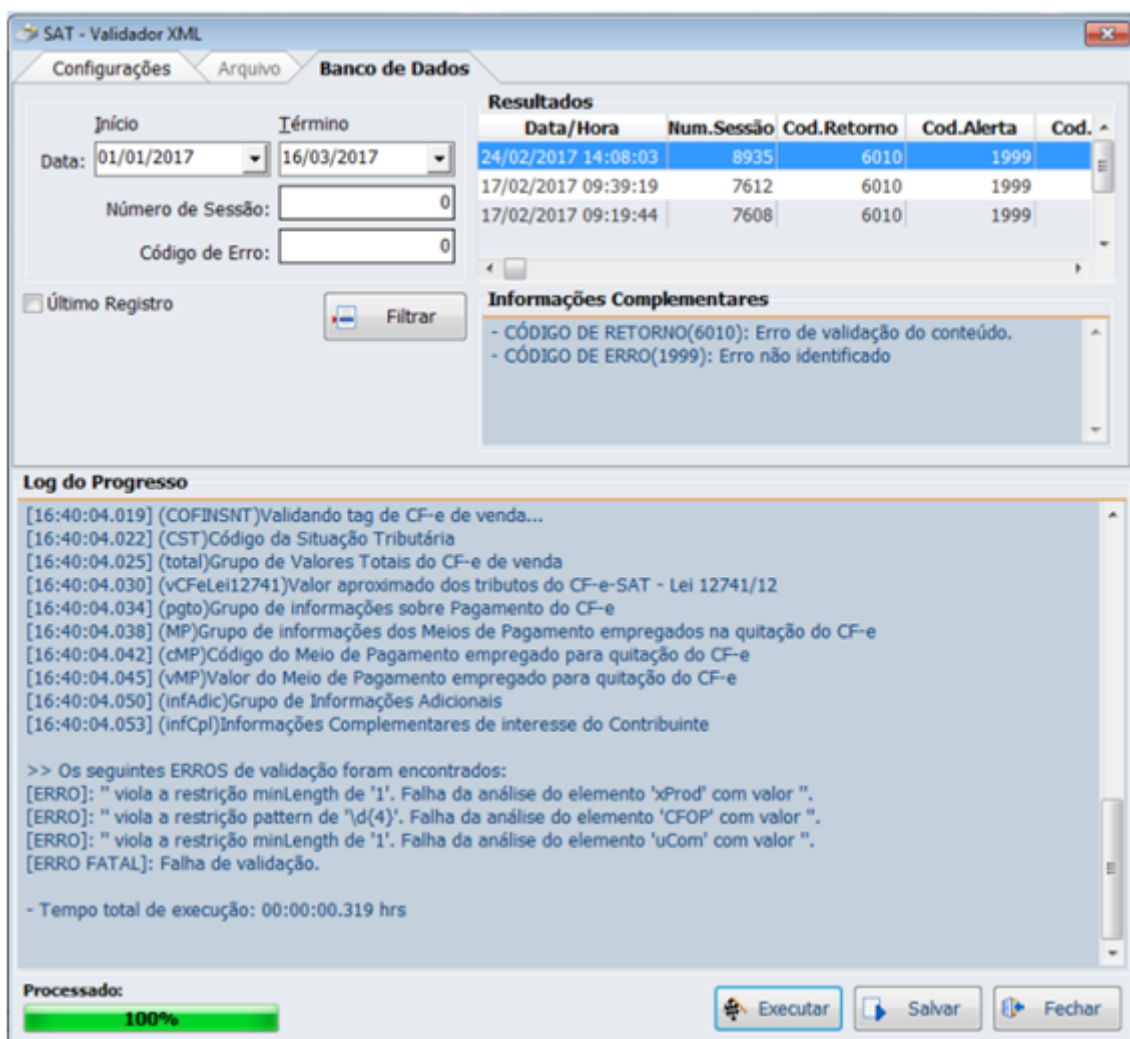 SAT - Validador XML
Configurações Arquivo Banco de Dados
Início Término
Data: 01/01/2017 16/03/2017
Número de Sessão: 0
Código de Erro: 0
Último Registro
Filtrar
Resultados
Data/Hora Num.Sessão Cod.Retorno Cod.Alerta Cod.
24/02/2017 14:08:03 8935 6010 1999
17/02/2017 09:39:19 7612 6010 1999
17/02/2017 09:19:44 7608 6010 1999
Informações Complementares
- CÓDIGO DE RETORNO(6010): Erro de validação do conteúdo.
- CÓDIGO DE ERRO(1999): Erro não identificado
Log do Progresso
[16:40:04.019] (COFINSNT)Validando tag de CF-e de venda...
[16:40:04.022] (CST)Código da Situação Tributária
[16:40:04.025] (total)Grupo de Valores Totais do CF-e de venda
[16:40:04.030] (vCFeLei12741)Valor aproximado dos tributos do CF-e-SAT - Lei 12741/12
[16:40:04.034] (pgto)Grupo de informações sobre Pagamento do CF-e
[16:40:04.038] (MP)Grupo de informações dos Meios de Pagamento empregados na quitação do CF-e
[16:40:04.042] (cMP)Código do Meio de Pagamento empregado para quitação do CF-e
[16:40:04.045] (vMP)Valor do Meio de Pagamento empregado para quitação do CF-e
[16:40:04.050] (infAdic)Grupo de Informações Adicionais
[16:40:04.053] (infCpl)Informações Complementares de interesse do Contribuinte
>> Os seguintes ERROS de validação foram encontrados:
[ERRO]: '' viola a restrição minLength de '1'. Falha da análise do elemento 'xProd' com valor ''.
[ERRO]: '' viola a restrição pattern de '\d{4}'. Falha da análise do elemento 'CFOP' com valor ''.
[ERRO]: '' viola a restrição minLength de '1'. Falha da análise do elemento 'uCom' com valor ''.
[ERRO FATAL]: Falha de validação.
- Tempo total de execução: 00:00:00.319 hrs
Processado:
100%
Executar Salvar Fechar